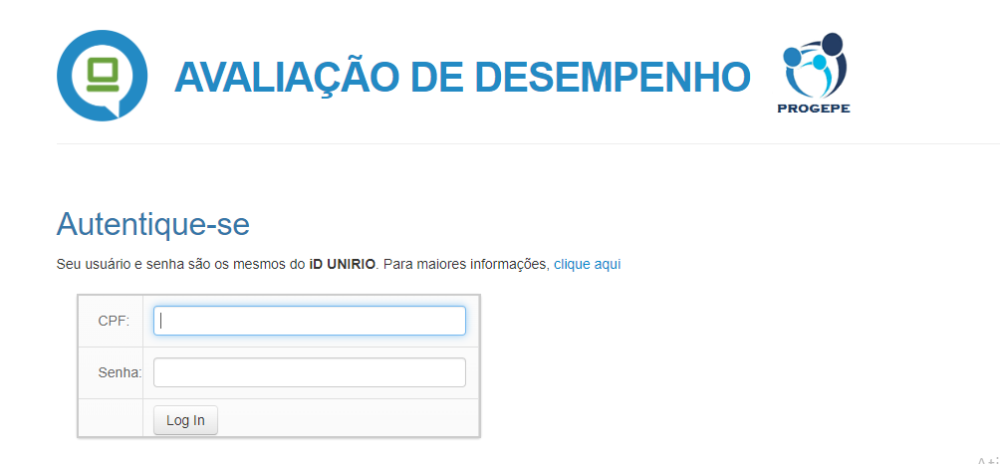 AVALIAÇÃO DE DESEMPENHO
PROGEPE
Autentique-se
Seu usuário e senha são os mesmos do iD UNIRIO. Para maiores informações, clique aqui
CPF:
Senha:
Log In